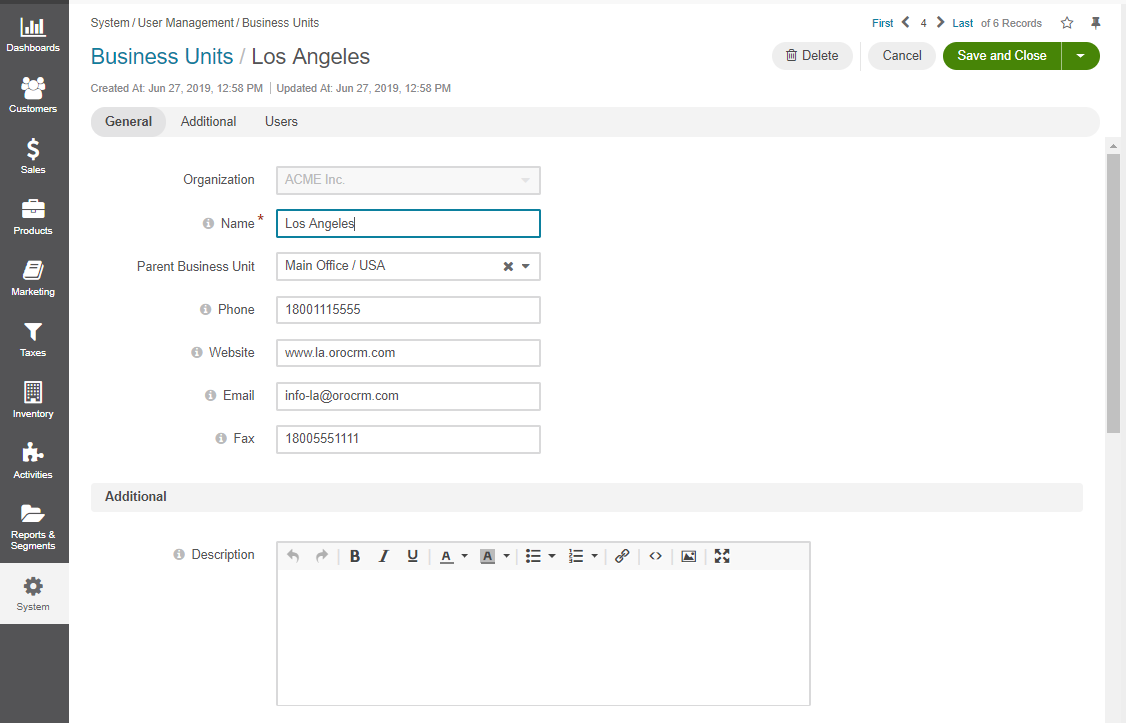 System / User Management / Business Units
First 4 Last of 6 Records
Business Units / Los Angeles
Delete
Cancel
Save and Close
Created At: Jun 27, 2019, 12:58 PM | Updated At: Jun 27, 2019, 12:58 PM
General Additional Users
Dashboards
Customers
Sales
Products
Marketing
Taxes
Inventory
Activities
Reports &
Segments
System
Organization ACME Inc.
Name * Los Angeles
Parent Business Unit Main Office / USA
Phone 18001115555
Website www.la.orocrm.com
Email info-la@orocrm.com
Fax 18005551111
Additional
Description
B I U A A